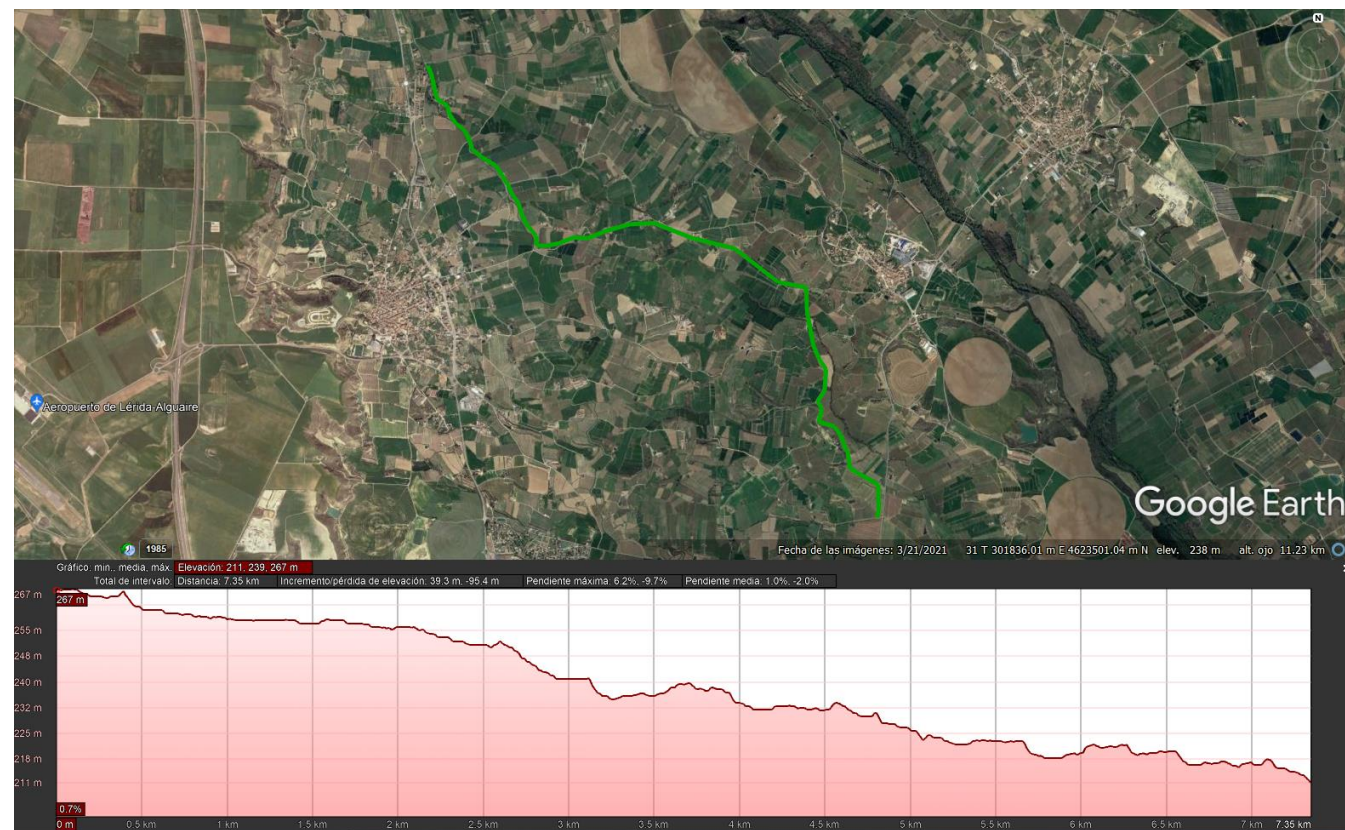 N
Aeropuerto de Lérida-Alguaire
Google Earth
1985
Fecha de las imágenes: 3/21/2021 31 T 301836.01 m E 4623501.04 m N elev. 238 m alt. ojo 11.23 km
Gráfico: mín., media, máx. Elevación: 211, 239, 267 m
Total de intervalo: Distancia: 7.35 km Incremento/pérdida de elevación: 39.3 m, -95.4 m Pendiente máxima: 6.2%, -9.7% Pendiente media: 1.0%, -2.0%
267 m
267 m
255 m
248 m
240 m
232 m
225 m
218 m
211 m
0.7%
0 m 0.5 km 1 km 1.5 km 2 km 2.5 km 3 km 3.5 km 4 km 4.5 km 5 km 5.5 km 6 km 6.5 km 7 km 7.35 km